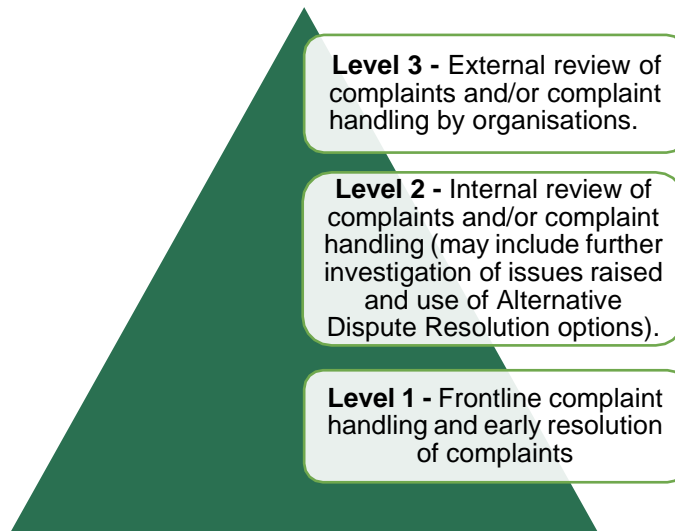 Level 3 - External review of
complaints and/or complaint
handling by organisations.
Level 2 - Internal review of
complaints and/or complaint
handling (may include further
investigation of issues raised
and use of Alternative
Dispute Resolution options).
Level 1 - Frontline complaint
handling and early resolution
of complaints